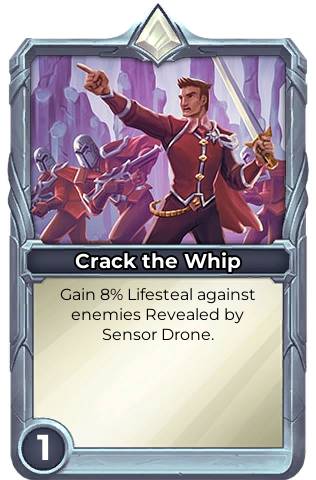 Crack the Whip
Gain 8% Lifesteal against
enemies Revealed by
Sensor Drone.
1